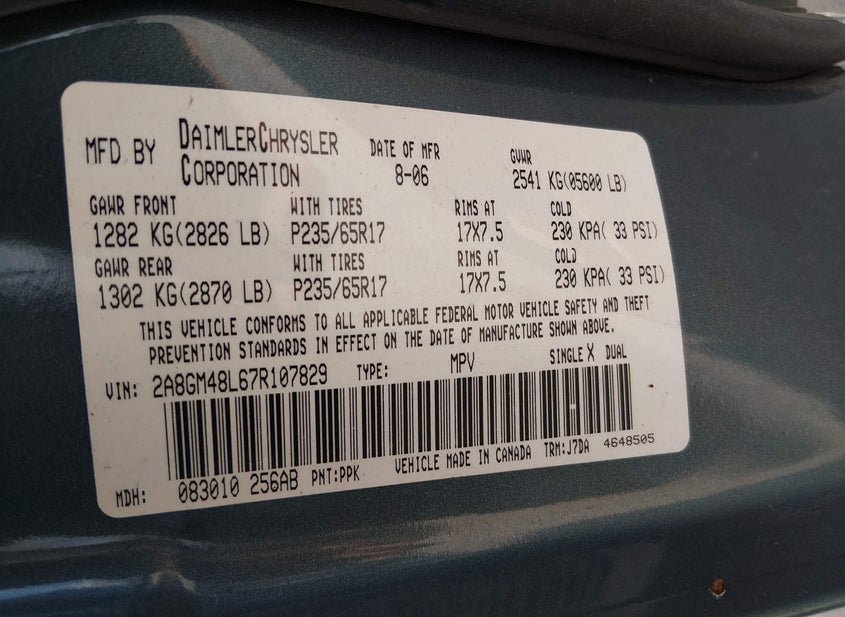 MFD BY DAIMLERCHRYSLER CORPORATION DATE OF MFR 8-06 GVWR 2541 KG(05600 LB)
GAWR FRONT WITH TIRES RIMS AT COLD
1282 KG(2826 LB) P235/65R17 17X7.5 230 KPA( 33 PSI)
GAWR REAR WITH TIRES RIMS AT COLD
1302 KG(2870 LB) P235/65R17 17X7.5 230 KPA( 33 PSI)
THIS VEHICLE CONFORMS TO ALL APPLICABLE FEDERAL MOTOR VEHICLE SAFETY AND THEFT
PREVENTION STANDARDS IN EFFECT ON THE DATE OF MANUFACTURE SHOWN ABOVE.
VIN: 2A8GM48L67R107829 TYPE: MPV SINGLE X DUAL
MDH: 083010 256AB PNT:PPK VEHICLE MADE IN CANADA TRM:J7DA 4648505